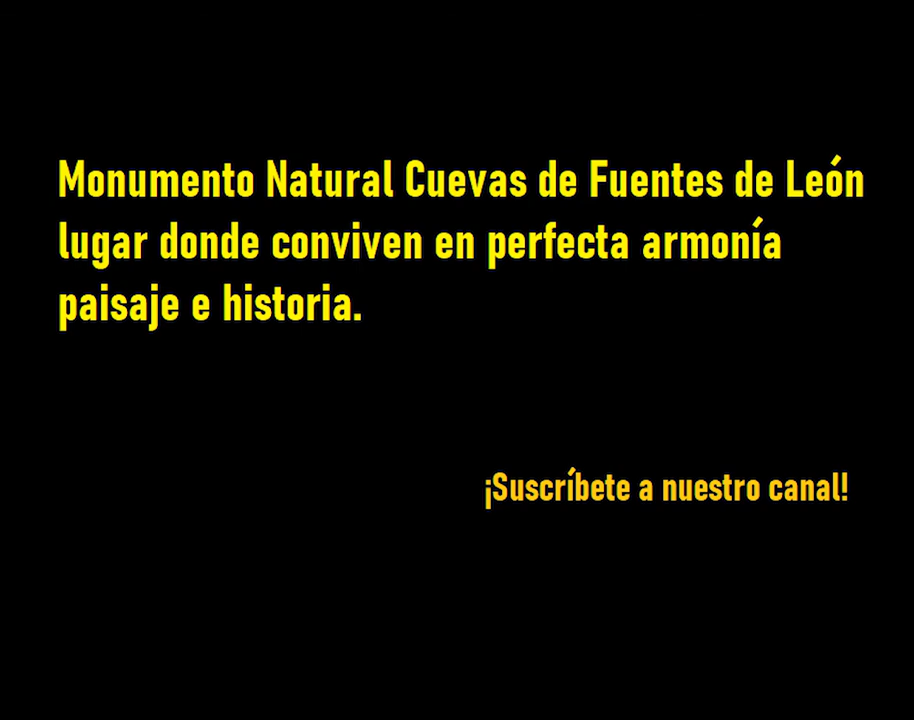 Monumento Natural Cuevas de Fuentes de León
lugar donde conviven en perfecta armonía
paisaje e historia.
¡Suscríbete a nuestro canal!